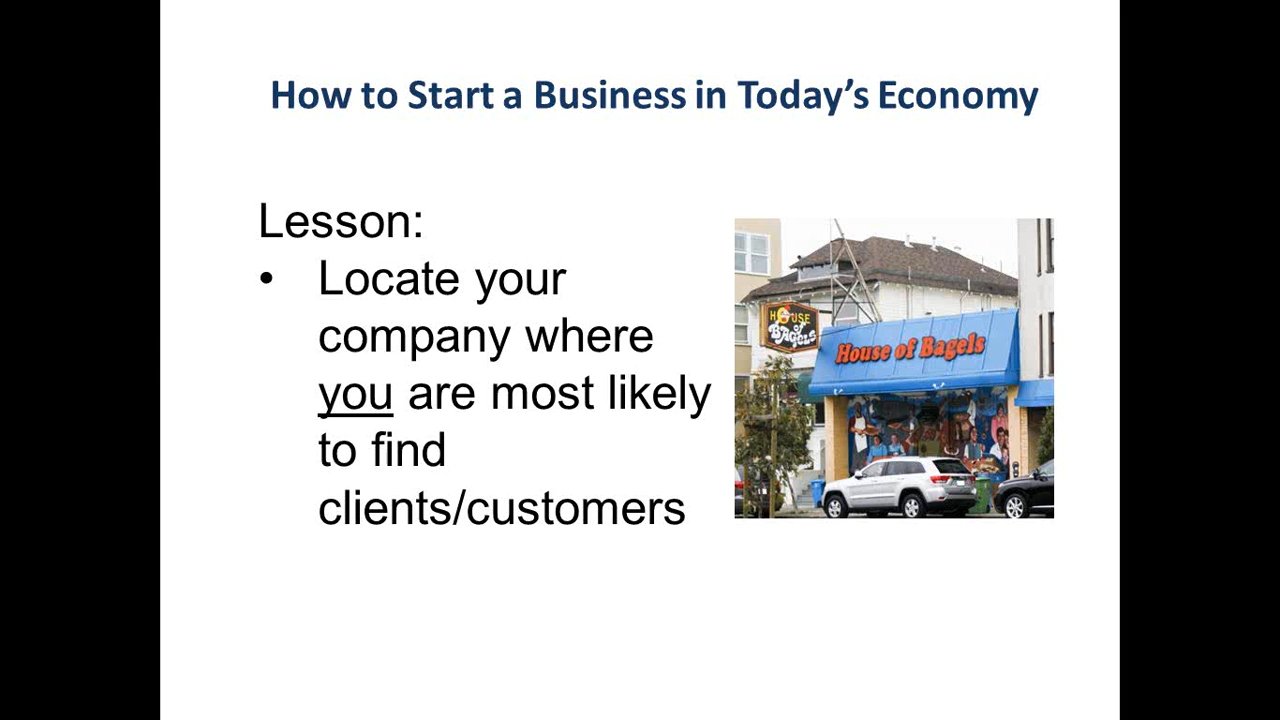 How to Start a Business in Today's Economy
Lesson:
• Locate your
company where
you are most likely
to find
clients/customers
HOUSE
of
BAGELS
House of Bagels